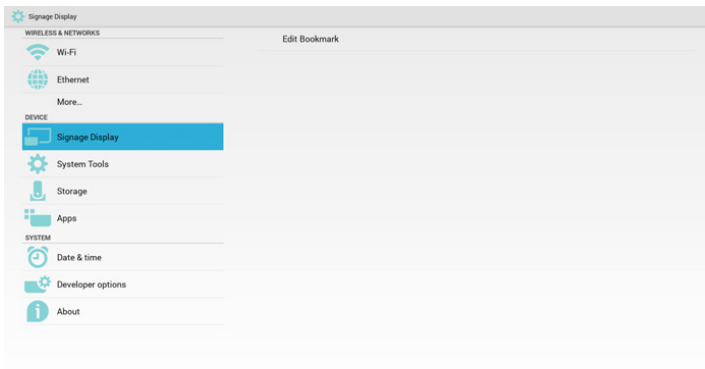 Signage Display
WIRELESS & NETWORKS
Wi-Fi
Ethernet
More...
DEVICE
Signage Display
System Tools
Storage
Apps
SYSTEM
Date & time
Developer options
About
Edit Bookmark